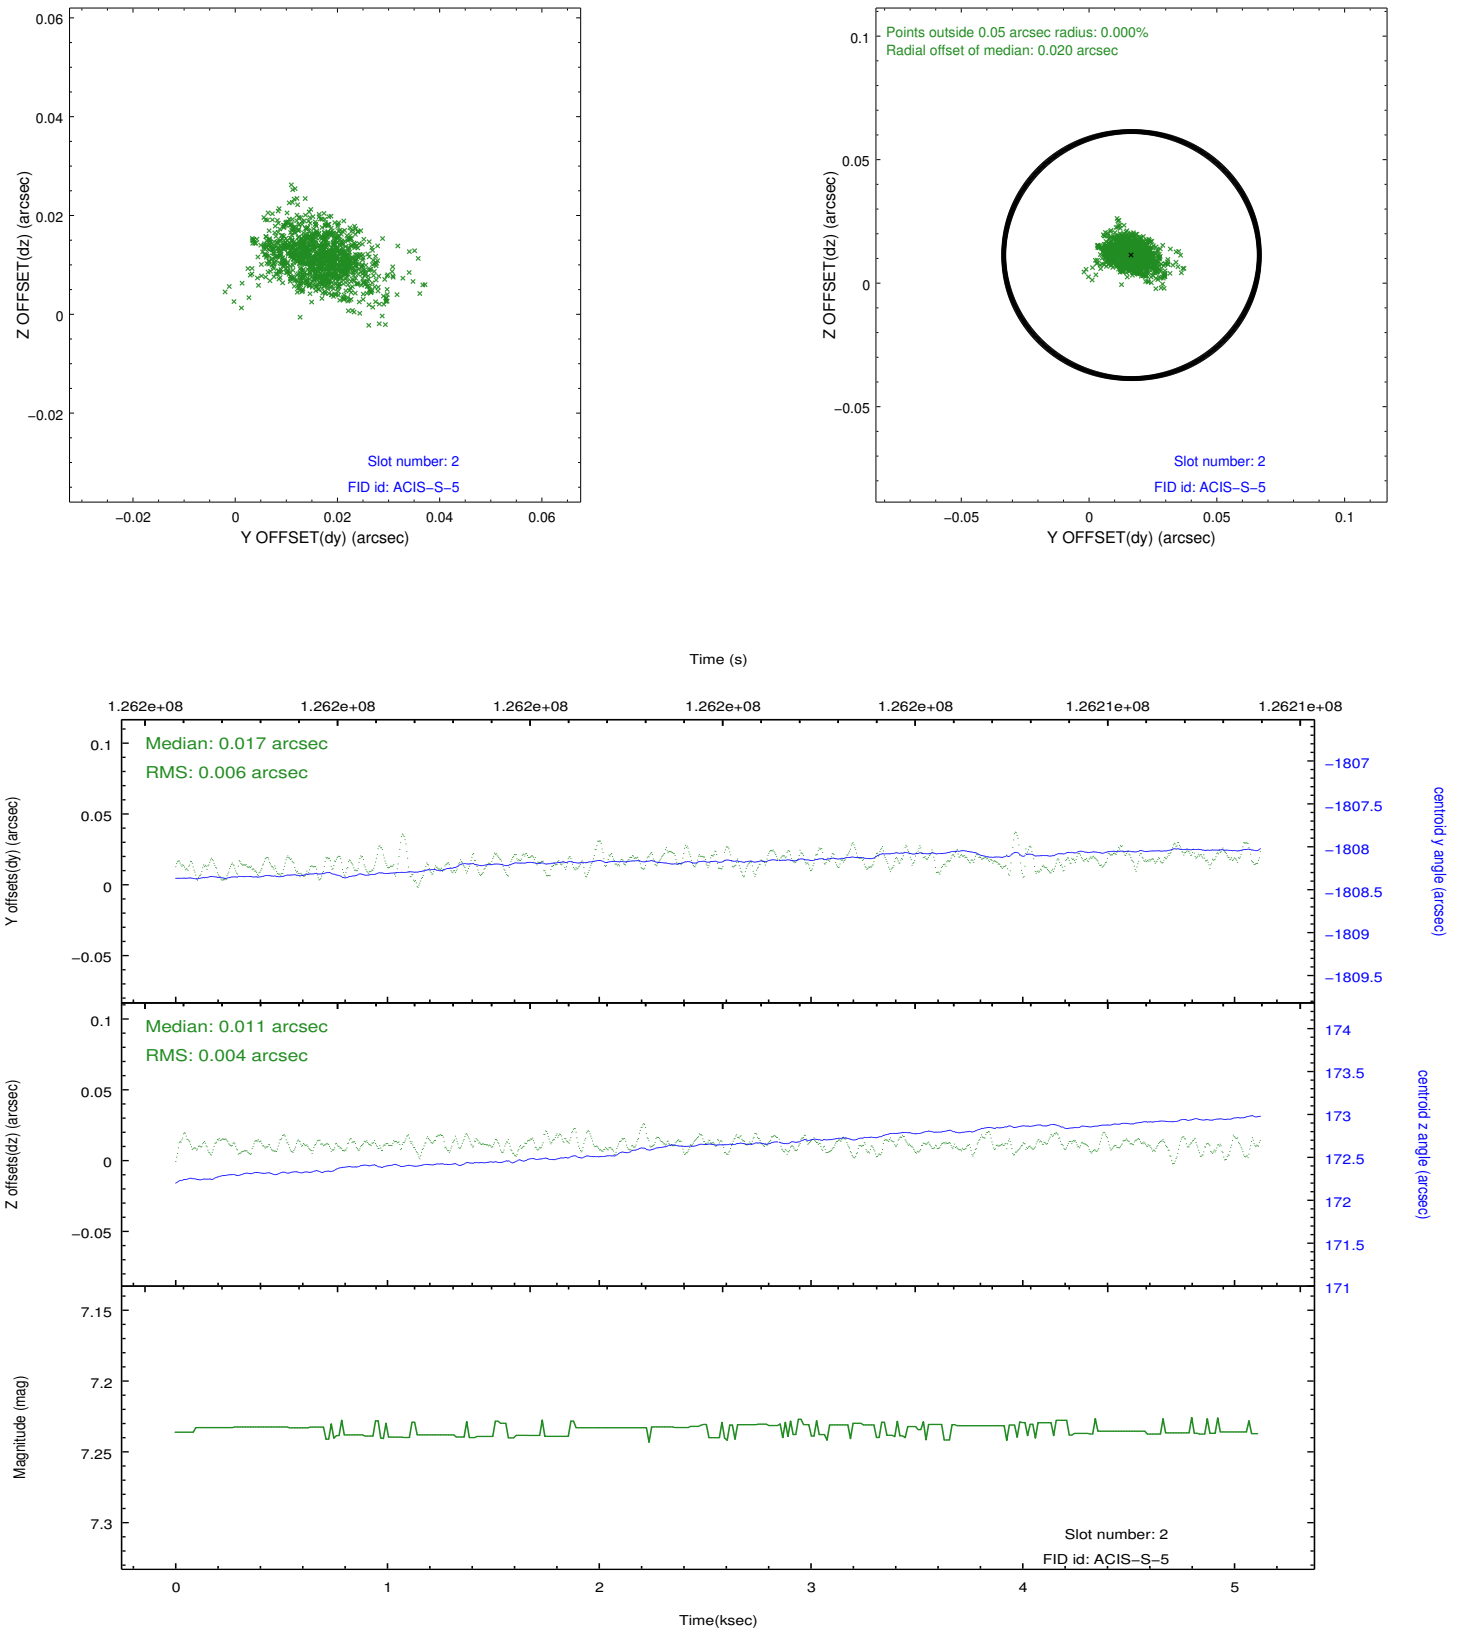 0.06
0.04
0.02
0
−0.02
Z OFFSET(dz) (arcsec)
Slot number: 2
FID id: ACIS−S−5
−0.02
0
0.02
0.04
0.06
Y OFFSET(dy) (arcsec)
Points outside 0.05 arcsec radius: 0.000%
Radial offset of median: 0.020 arcsec
0.1
0.05
0
−0.05
Z OFFSET(dz) (arcsec)
Slot number: 2
FID id: ACIS−S−5
−0.05
0
0.05
0.1
Y OFFSET(dy) (arcsec)
Time (s)
1.262e+08
1.262e+08
1.262e+08
1.262e+08
1.262e+08
1.2621e+08
1.2621e+08
Median: 0.017 arcsec
RMS: 0.006 arcsec
0.1
0.05
0
−0.05
Y offsets(dy) (arcsec)
−1807
−1807.5
−1808
−1808.5
−1809
−1809.5
centroid y angle (arcsec)
Median: 0.011 arcsec
RMS: 0.004 arcsec
0.1
0.05
0
−0.05
Z offsets(dz) (arcsec)
174
173.5
173
172.5
172
171.5
171
centroid z angle (arcsec)
7.15
7.2
7.25
7.3
Magnitude (mag)
Slot number: 2
FID id: ACIS−S−5
0
1
2
3
4
5
Time(ksec)